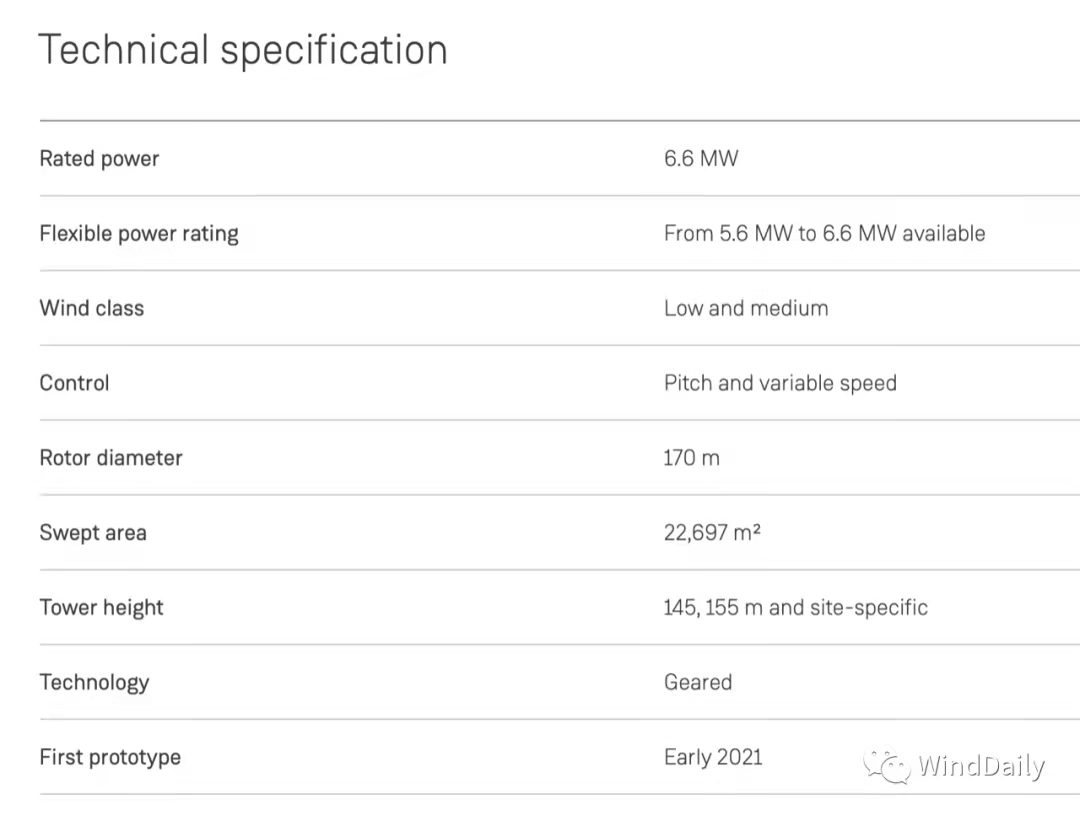 Technical specification
Rated power 6.6 MW
Flexible power rating From 5.6 MW to 6.6 MW available
Wind class Low and medium
Control Pitch and variable speed
Rotor diameter 170 m
Swept area 22,697 m²
Tower height 145, 155 m and site-specific
Technology Geared
First prototype Early 2021
WindDaily